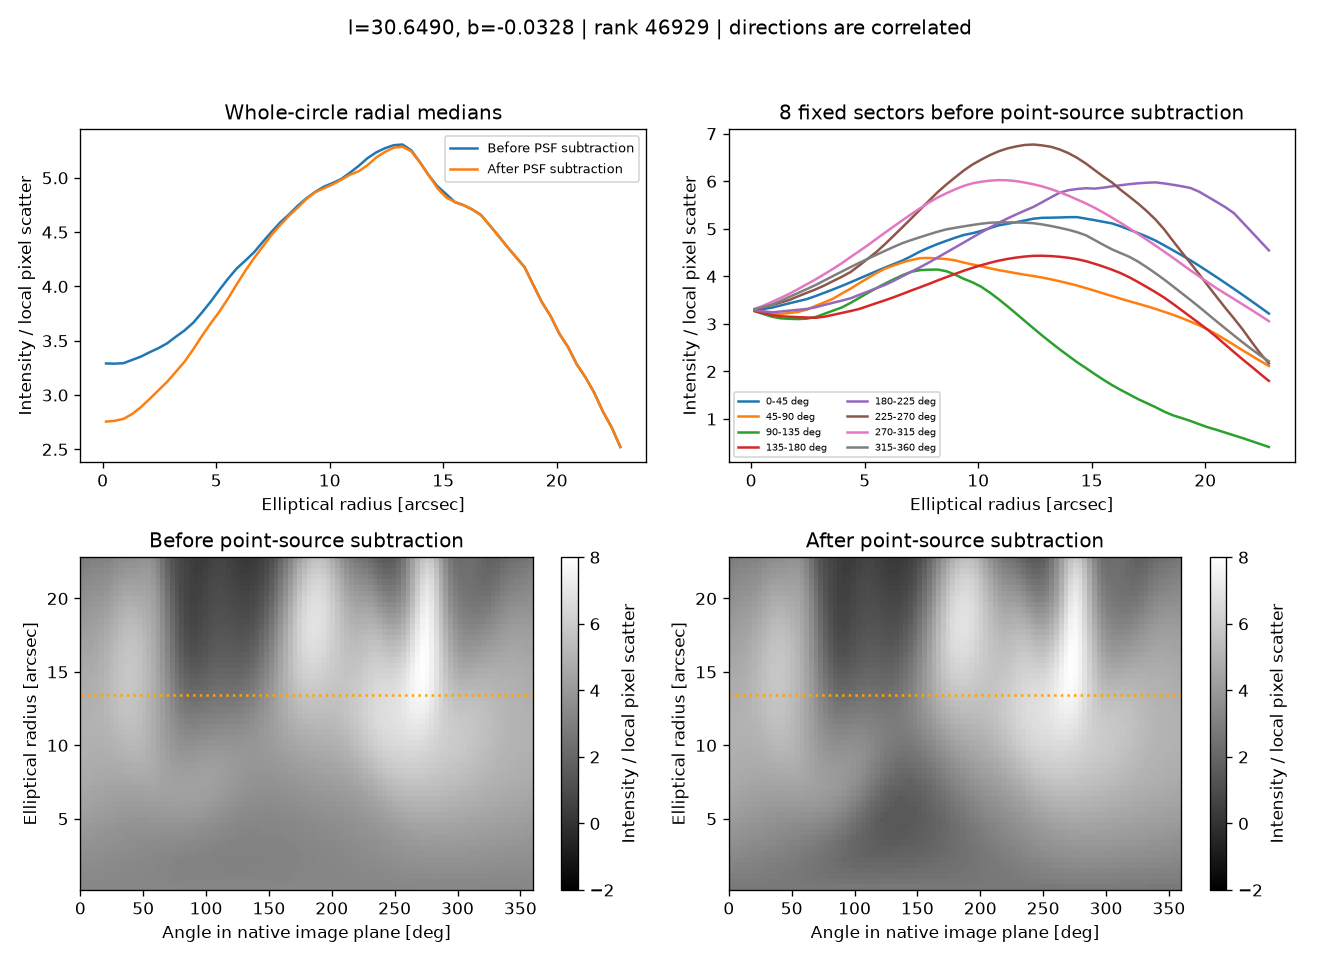 l=30.6490, b=-0.0328 | rank 46929 | directions are correlated
Whole-circle radial medians
Before PSF subtraction
After PSF subtraction
5.0
4.5
4.0
3.5
3.0
2.5
Intensity / local pixel scatter
0
5
10
15
20
Elliptical radius [arcsec]
8 fixed sectors before point-source subtraction
7
6
5
4
3
2
1
Intensity / local pixel scatter
0-45 deg
45-90 deg
90-135 deg
135-180 deg
180-225 deg
225-270 deg
270-315 deg
315-360 deg
0
5
10
15
20
Elliptical radius [arcsec]
Before point-source subtraction
20
15
10
5
Elliptical radius [arcsec]
0
50
100
150
200
250
300
350
Angle in native image plane [deg]
8
6
4
2
0
−2
Intensity / local pixel scatter
After point-source subtraction
20
15
10
5
Elliptical radius [arcsec]
0
50
100
150
200
250
300
350
Angle in native image plane [deg]
8
6
4
2
0
−2
Intensity / local pixel scatter